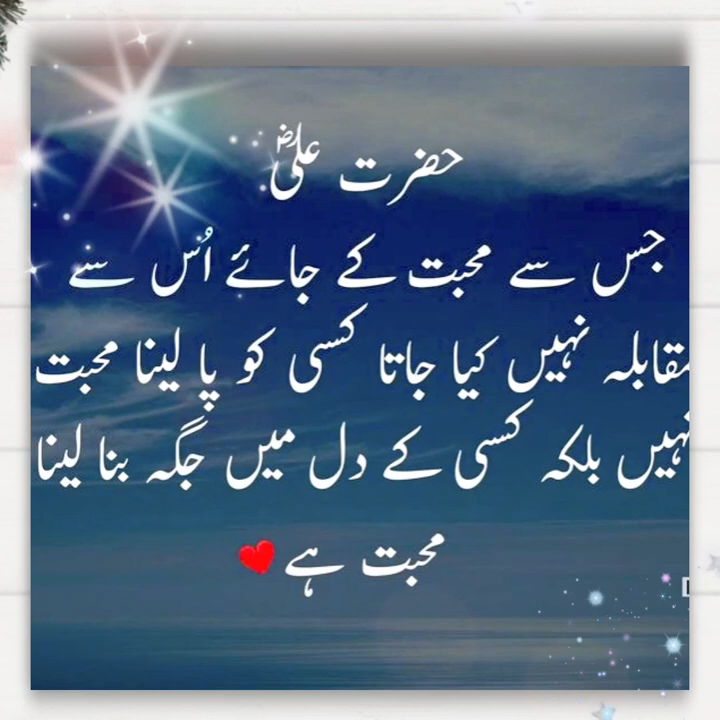 حضرت علیؓ
جس سے محبت کے جائے اُس سے
مقابلہ نہیں کیا جاتا کسی کو پا لینا محبت
نہیں بلکہ کسی کے دل میں جگہ بنا لینا
محبت ہے ❤